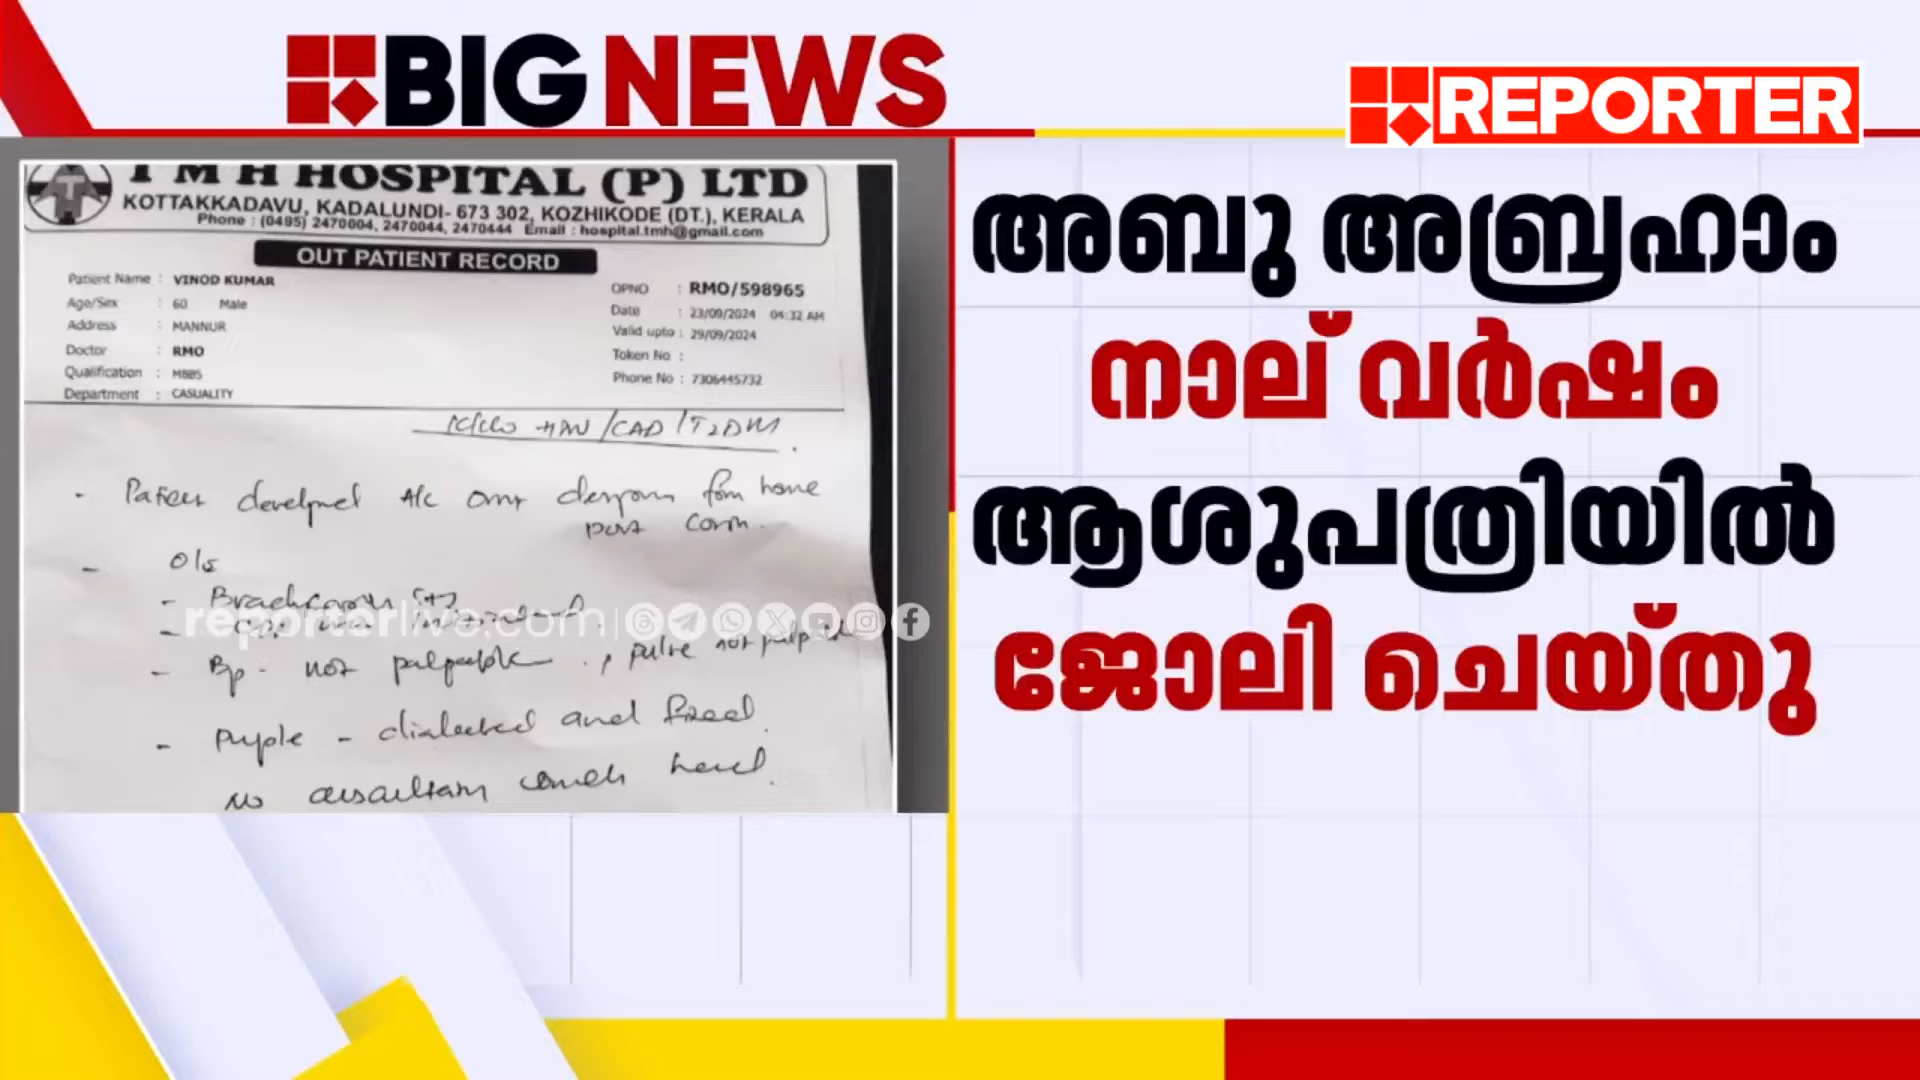 BIG NEWS
REPORTER
T M H HOSPITAL (P) LTD
KOTTAKKADAVU, KADALUNDI- 673 302, KOZHIKODE (DT.), KERALA
Phone : (0495) 2470004, 2470044, 2470444 Email : hospital.tmh@gmail.com
OUT PATIENT RECORD
Patient Name : VINOD KUMAR
Age/Sex : 60 Male
Address : MANNUR
Doctor : RMO
Qualification : MBBS
Department : CASUALITY
OPNO : RMO/598965
Date : 23/09/2024 04:32 AM
Valid upto : 29/09/2024
Token No :
Phone No : 7306445732
/CAD/T2DM
Patient developed A/c from home
O/E
- BP - not palpable , pulse not
- and fixed.
No
reporterlive.com
അബു അബ്രഹാം
നാല് വർഷം
ആശുപത്രിയിൽ
ജോലി ചെയ്തു